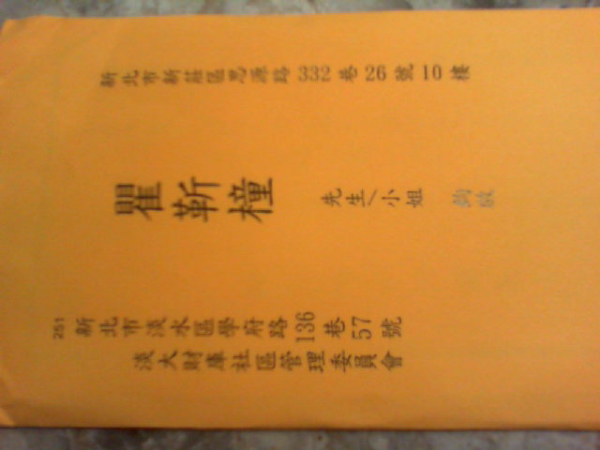 新北市新莊區思源路332巷26號10樓
瞿靳橦 先生/小姐 鈞啟
251 新北市淡水區學府路136巷57號
淡大財庫社區管理委員會